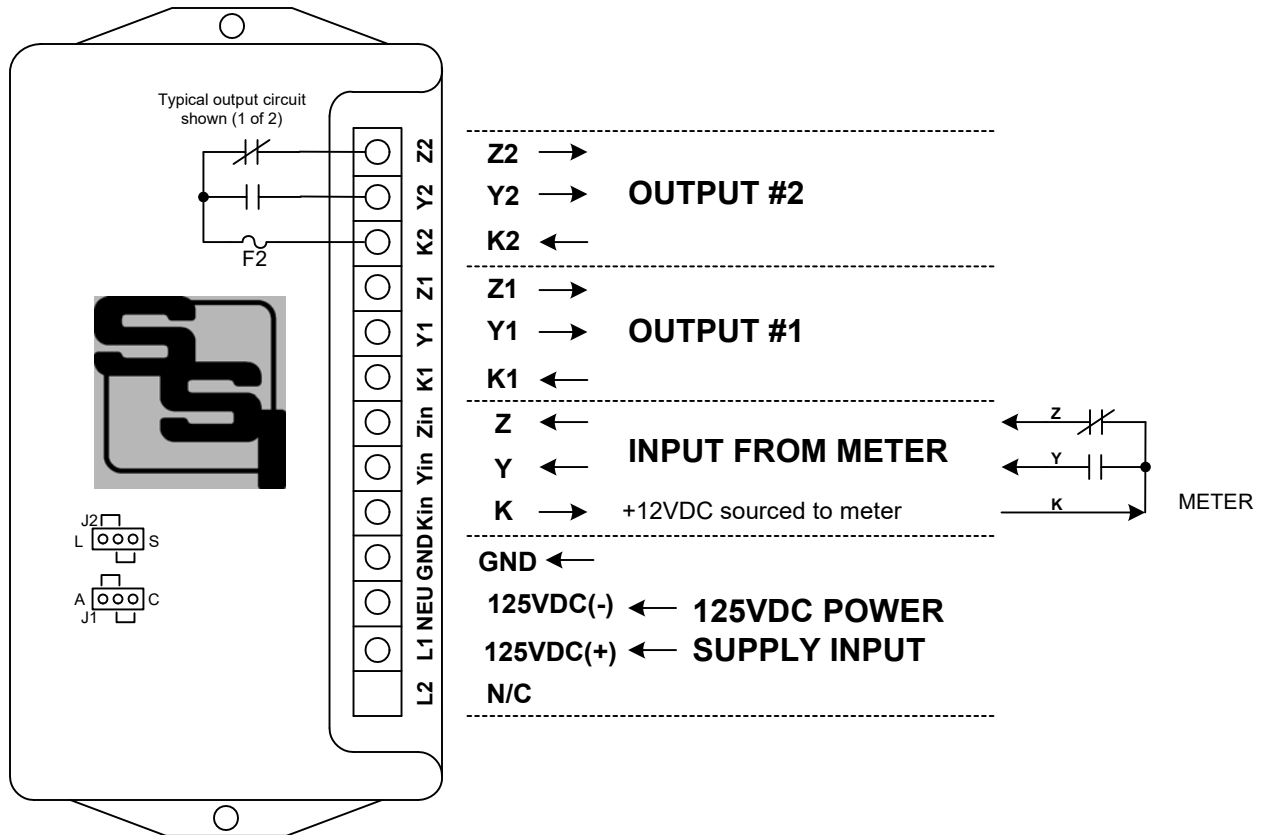 Typical output circuit
shown (1 of 2)
F2
SSI
J2
L S
A C
J1
Z2
Y2
K2
Z1
Y1
K1
Zin
Yin
Kin
GND
NEU
L1
L2
Z2
Y2 OUTPUT #2
K2
Z1
Y1 OUTPUT #1
K1
Z
Y INPUT FROM METER
K +12VDC sourced to meter
GND
125VDC(-) 125VDC POWER
125VDC(+) SUPPLY INPUT
N/C
Z
Y
K
METER